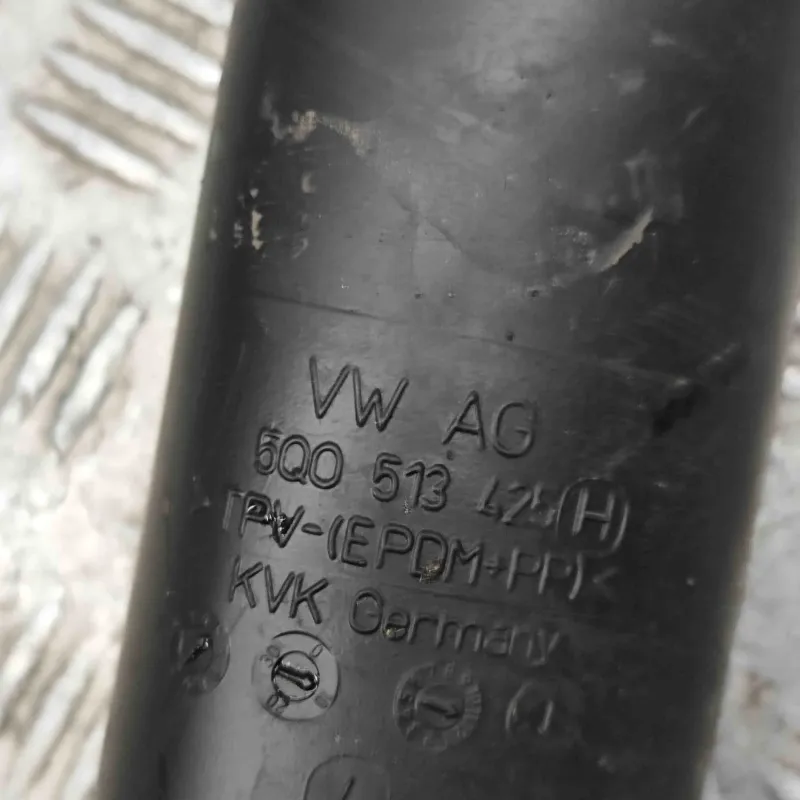 VW AG
5Q0 513 425 H
TPV-(EPDM+PP)<
KVK Germany